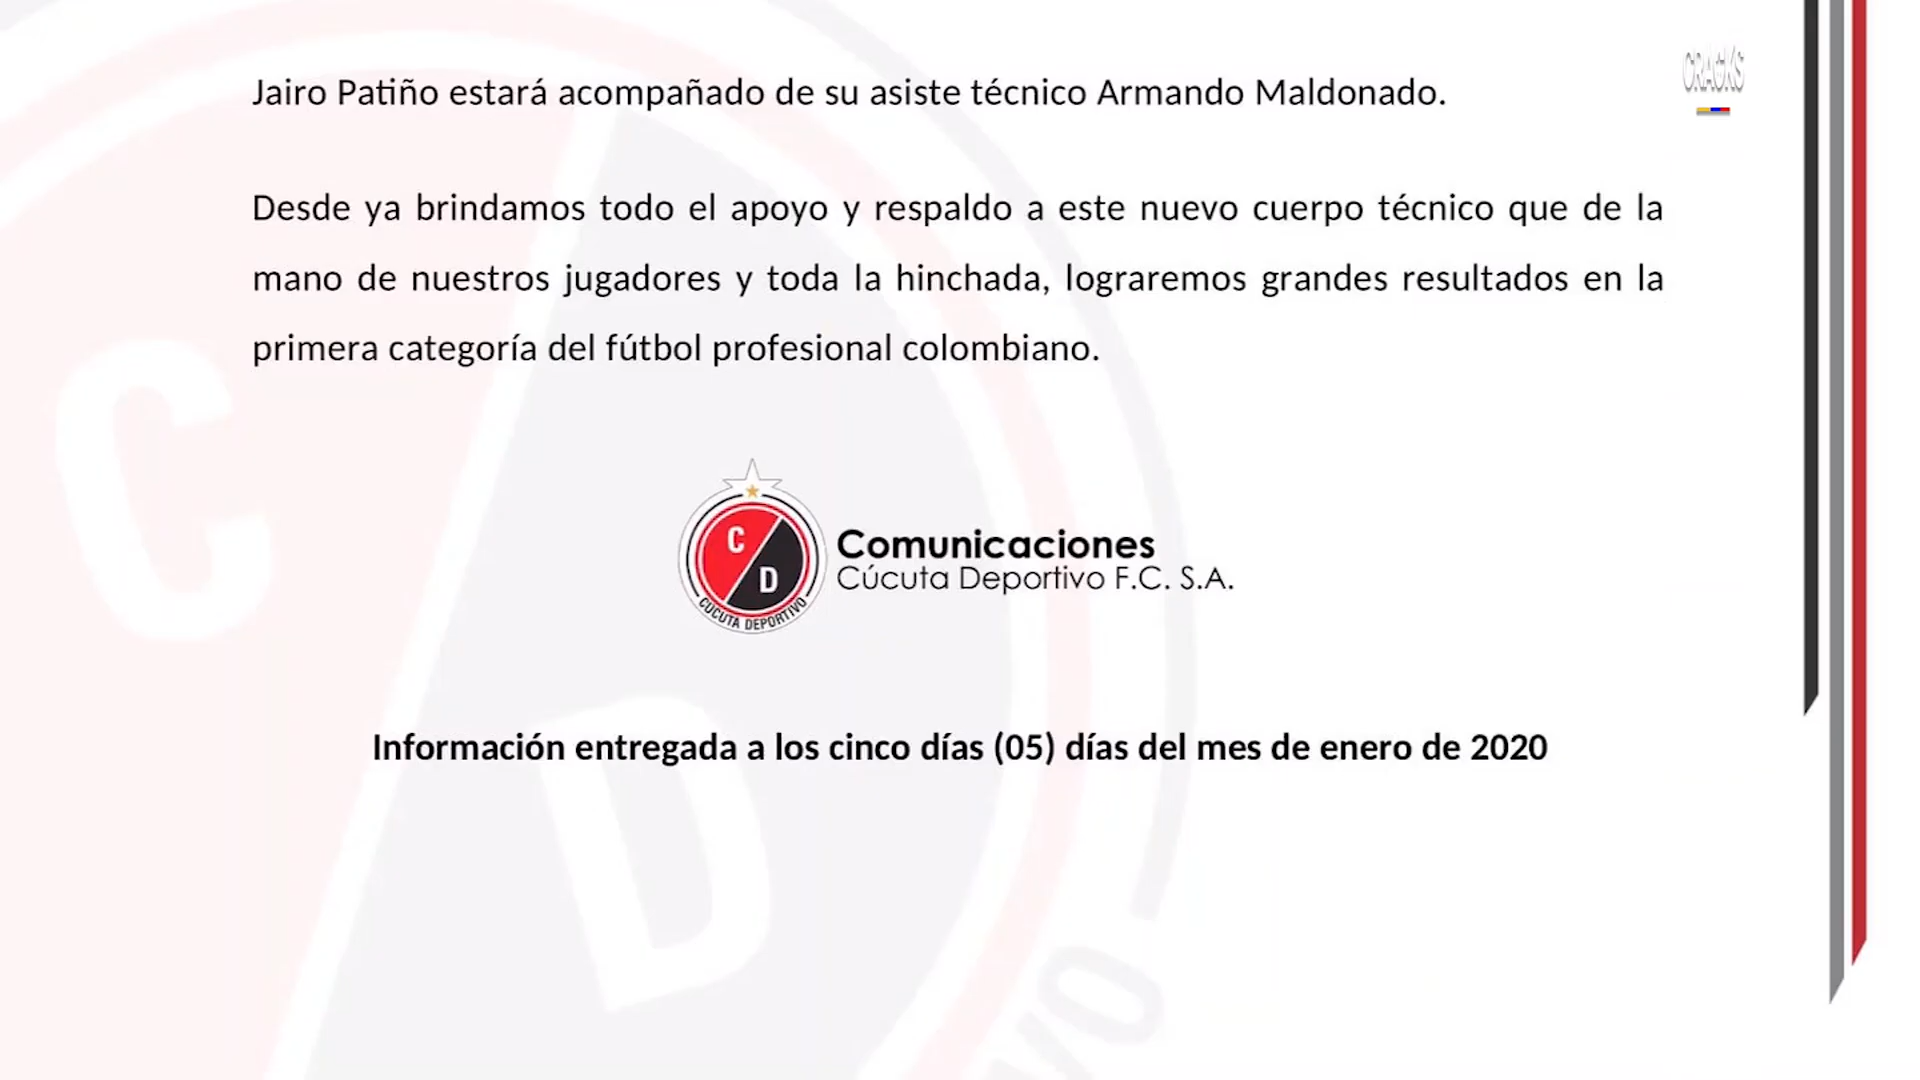 CRACKS
Jairo Patiño estará acompañado de su asiste técnico Armando Maldonado.
Desde ya brindamos todo el apoyo y respaldo a este nuevo cuerpo técnico que de la
mano de nuestros jugadores y toda la hinchada, lograremos grandes resultados en la
primera categoría del fútbol profesional colombiano.
C
D
CÚCUTA DEPORTIVO
Comunicaciones
Cúcuta Deportivo F.C. S.A.
Información entregada a los cinco días (05) días del mes de enero de 2020
C
D
VO